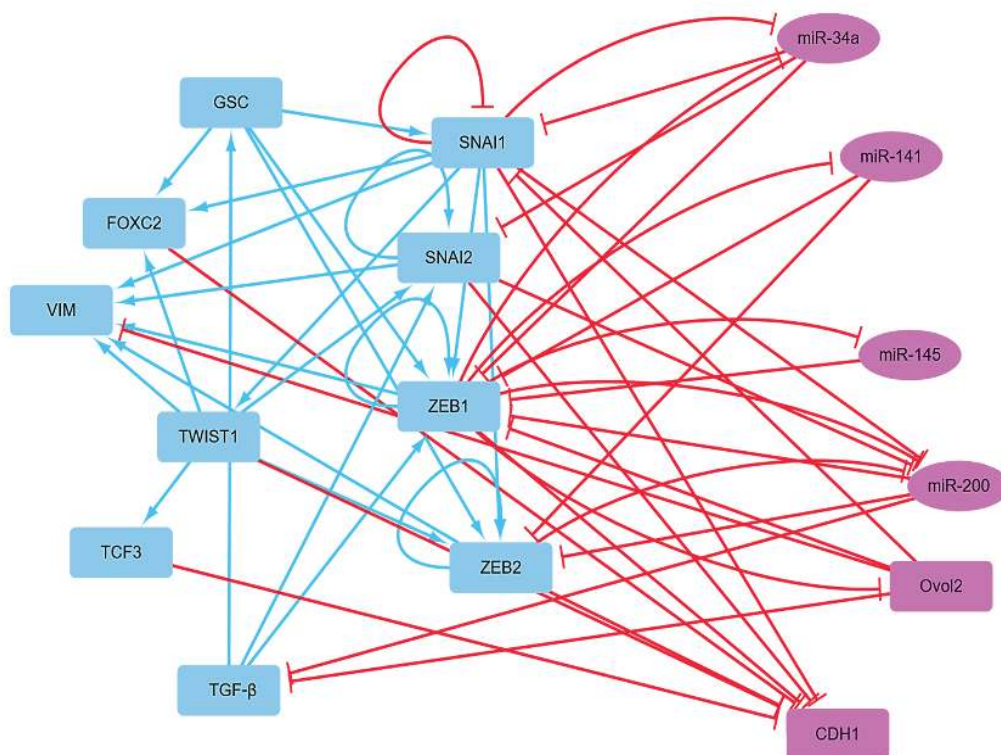 miR-34a
GSC
SNAI1
miR-141
FOXC2
SNAI2
VIM
miR-145
ZEB1
TWIST1
miR-200
TCF3
ZEB2
Ovol2
TGF-β
CDH1